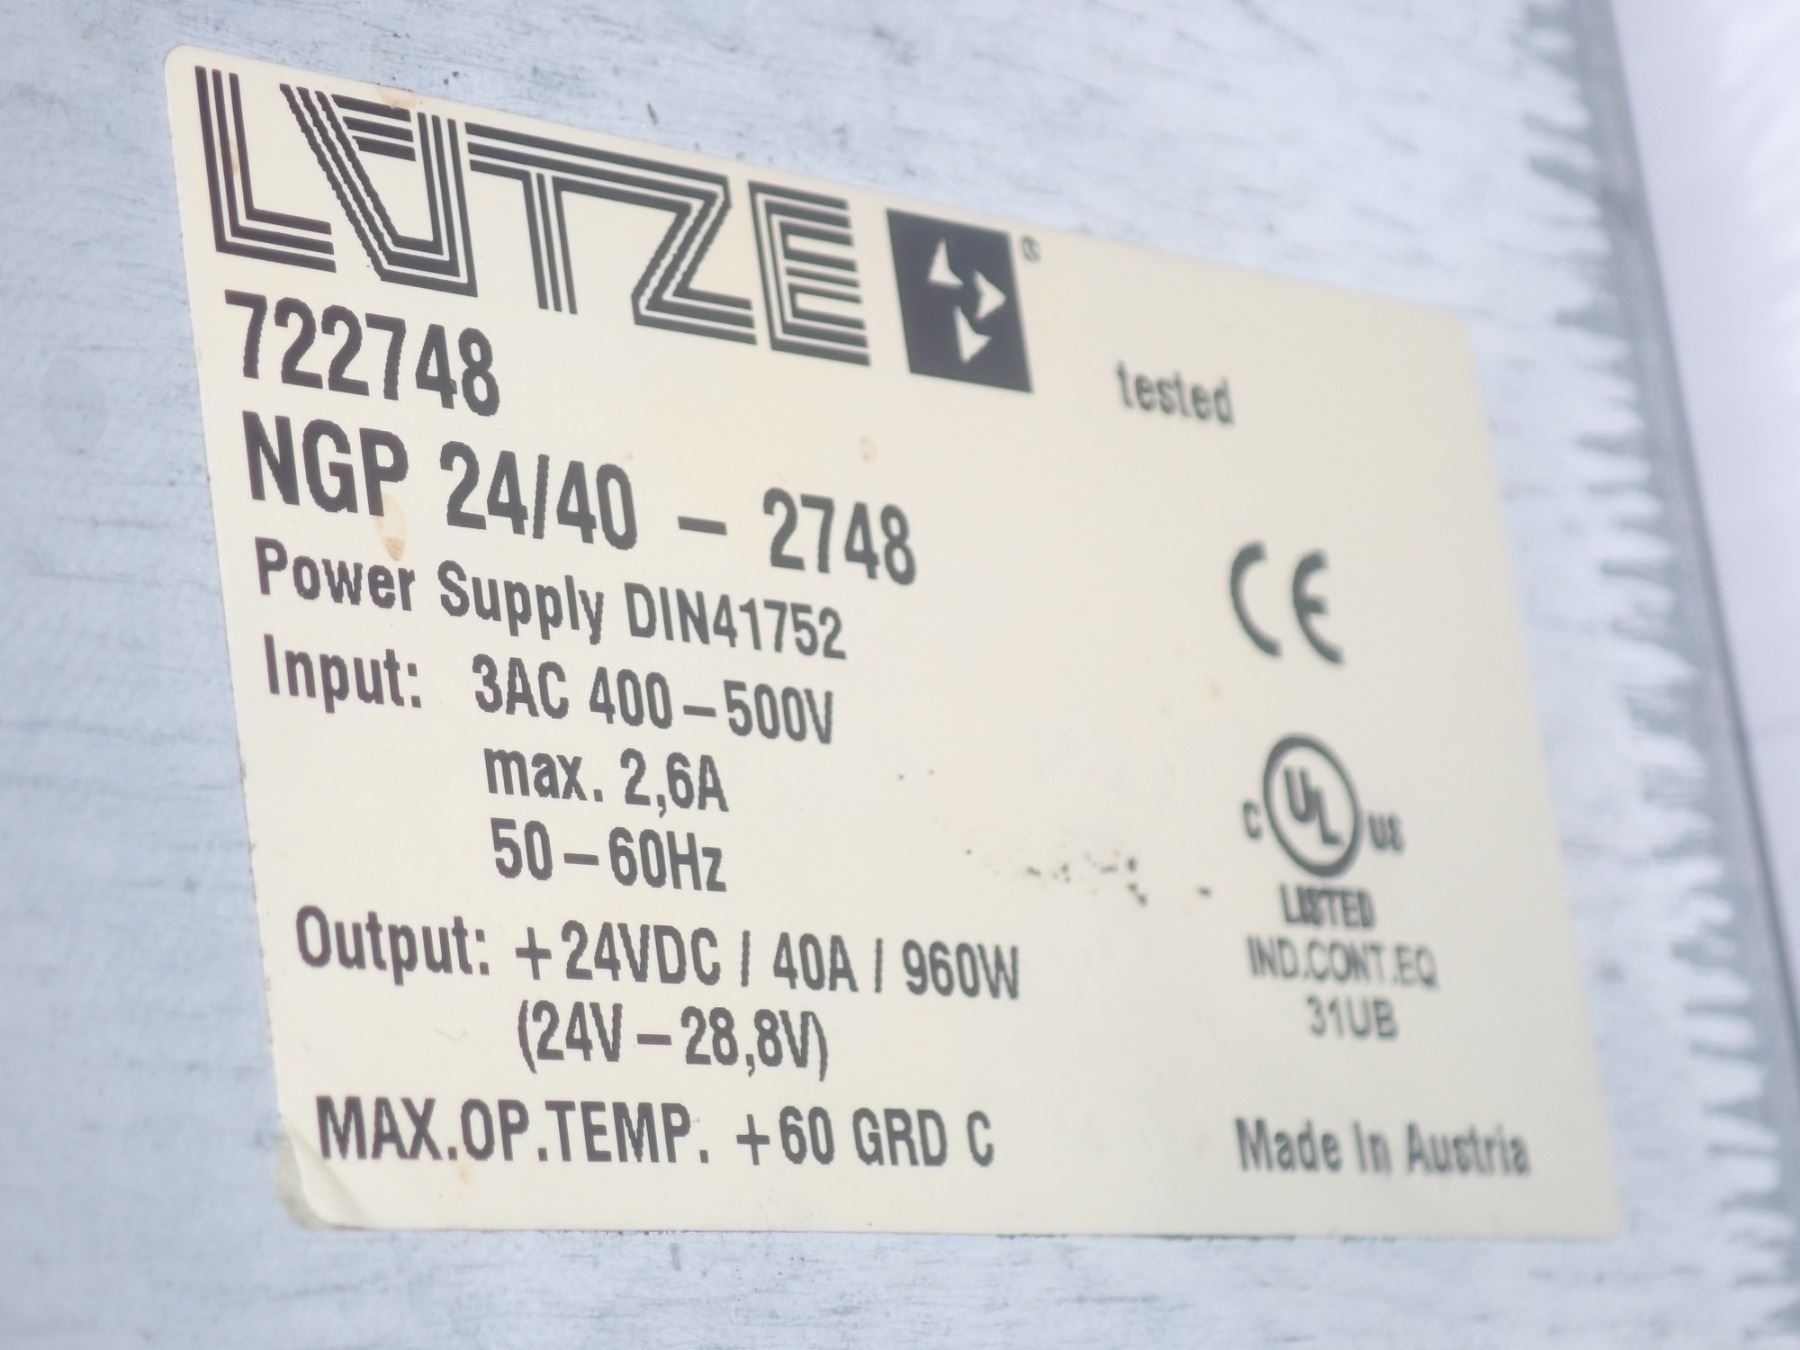 LÜTZE ®
722748
tested
NGP 24/40 – 2748
Power Supply DIN41752
Input: 3AC 400–500V
max. 2,6A
50–60Hz
Output: +24VDC / 40A / 960W
(24V–28,8V)
MAX.OP.TEMP. +60 GRD C
CE
C UL US
LISTED
IND.CONT.EQ
31UB
Made In Austria